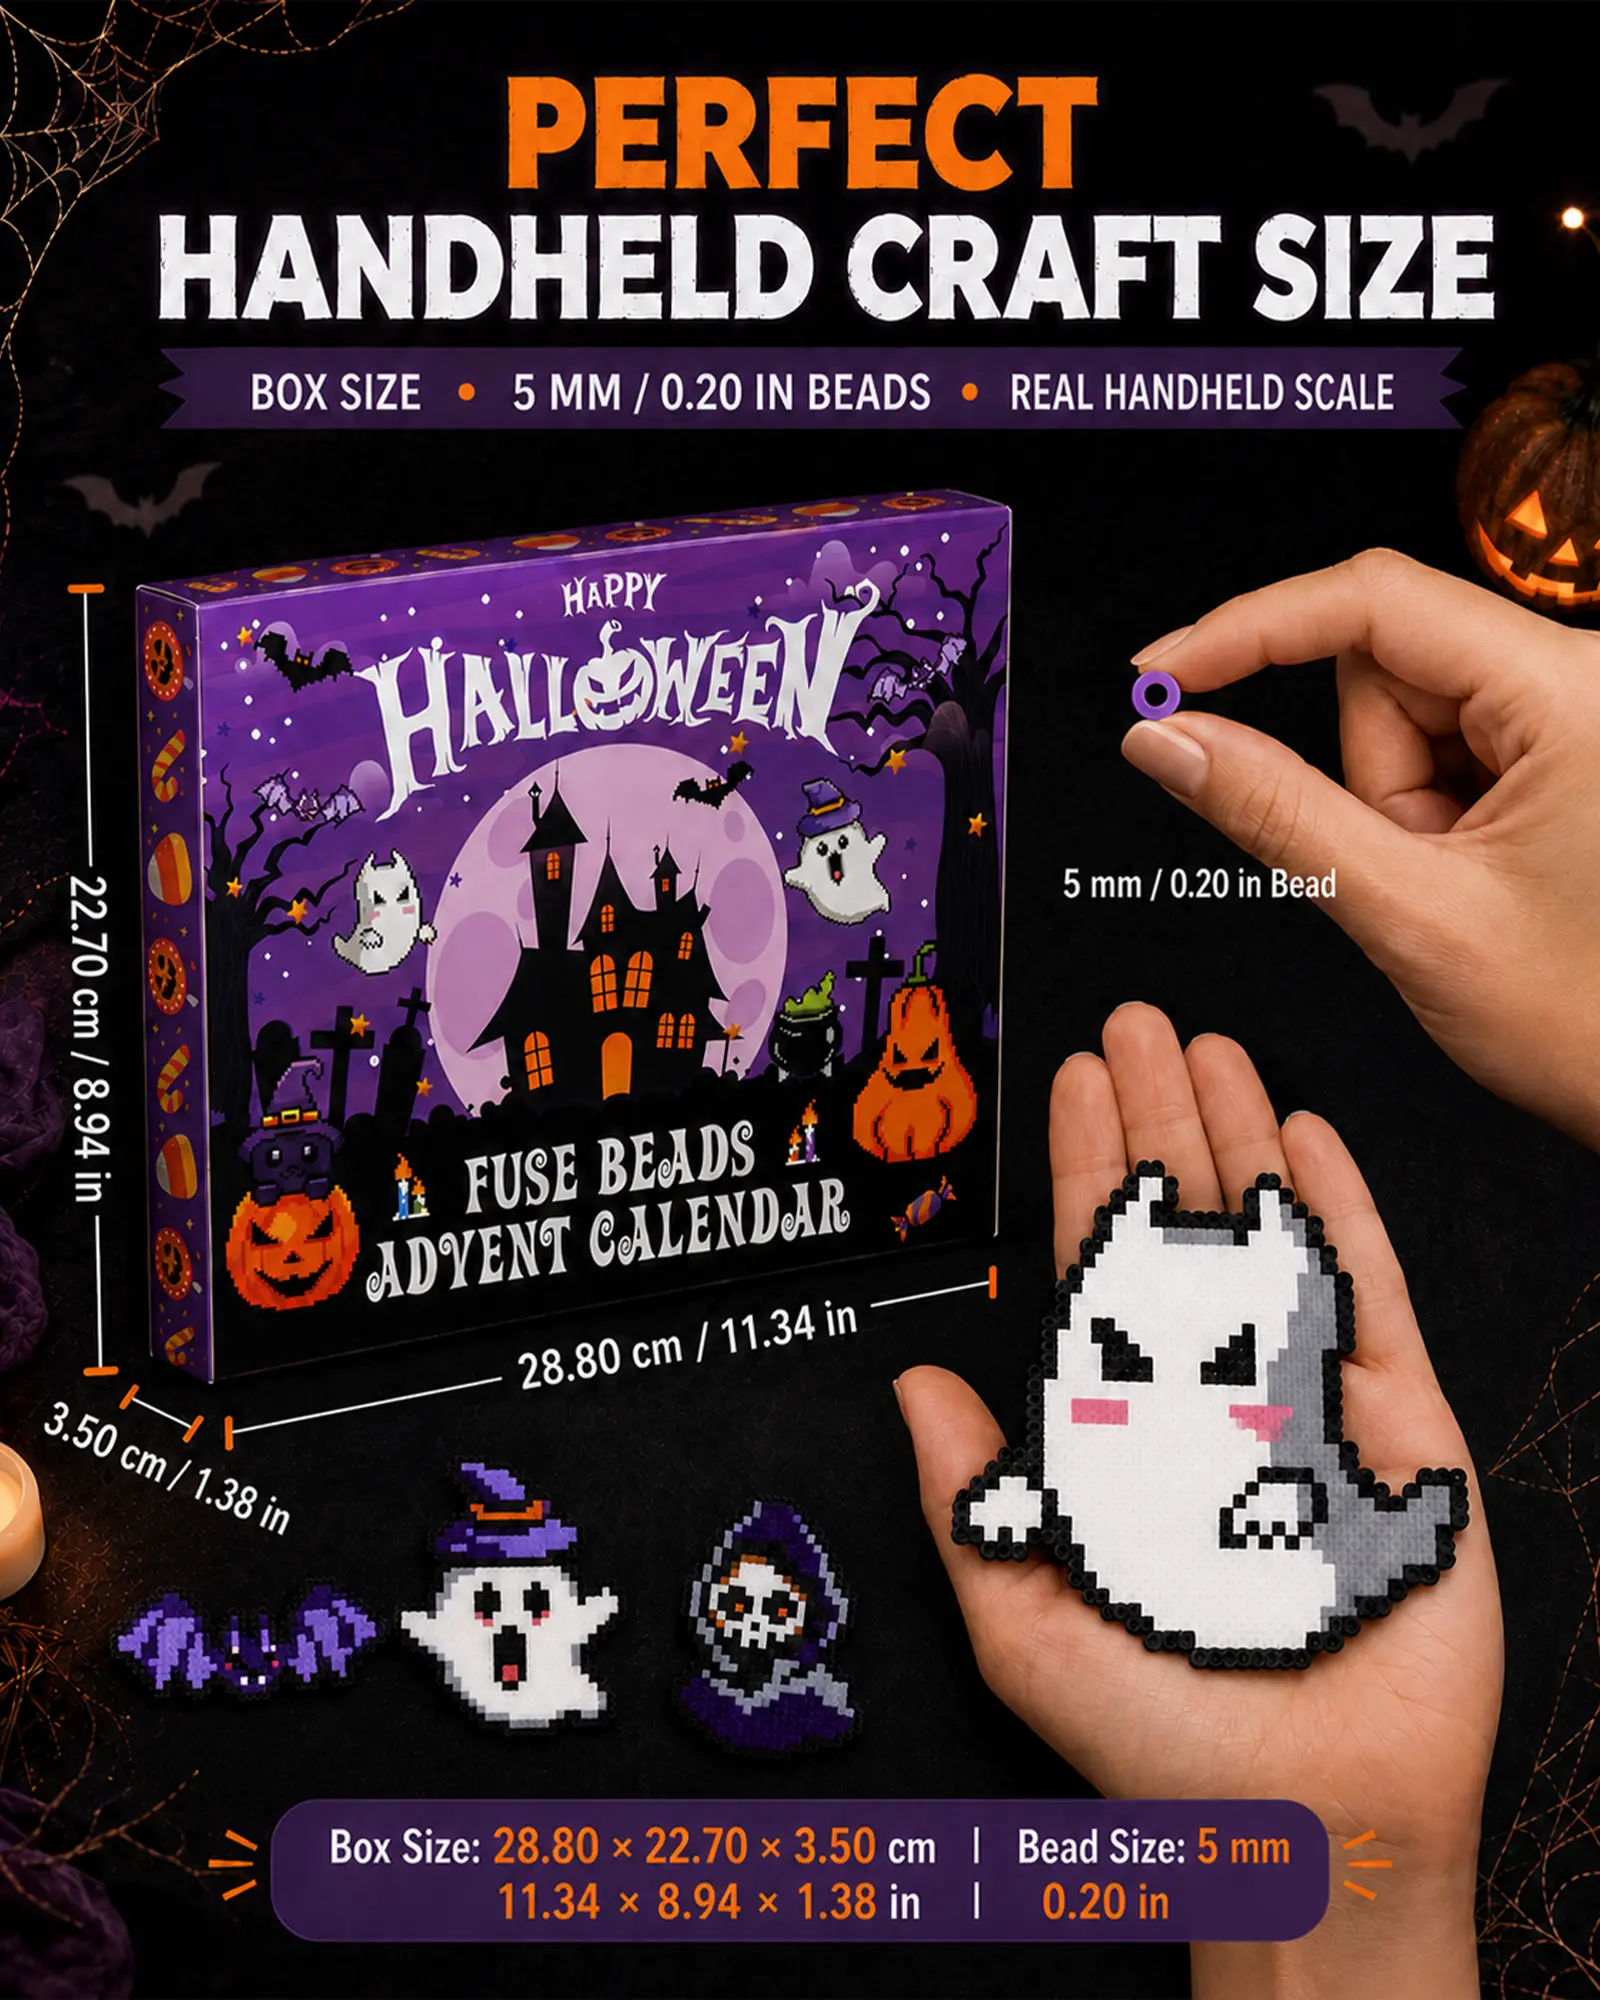 PERFECT
HANDHELD CRAFT SIZE
BOX SIZE • 5 MM / 0.20 IN BEADS • REAL HANDHELD SCALE
HAPPY
HALLOWEEN
FUSE BEADS
ADVENT CALENDAR
22.70 cm / 8.94 in
28.80 cm / 11.34 in
3.50 cm / 1.38 in
5 mm / 0.20 in Bead
Box Size: 28.80 × 22.70 × 3.50 cm | Bead Size: 5 mm
11.34 × 8.94 × 1.38 in | 0.20 in